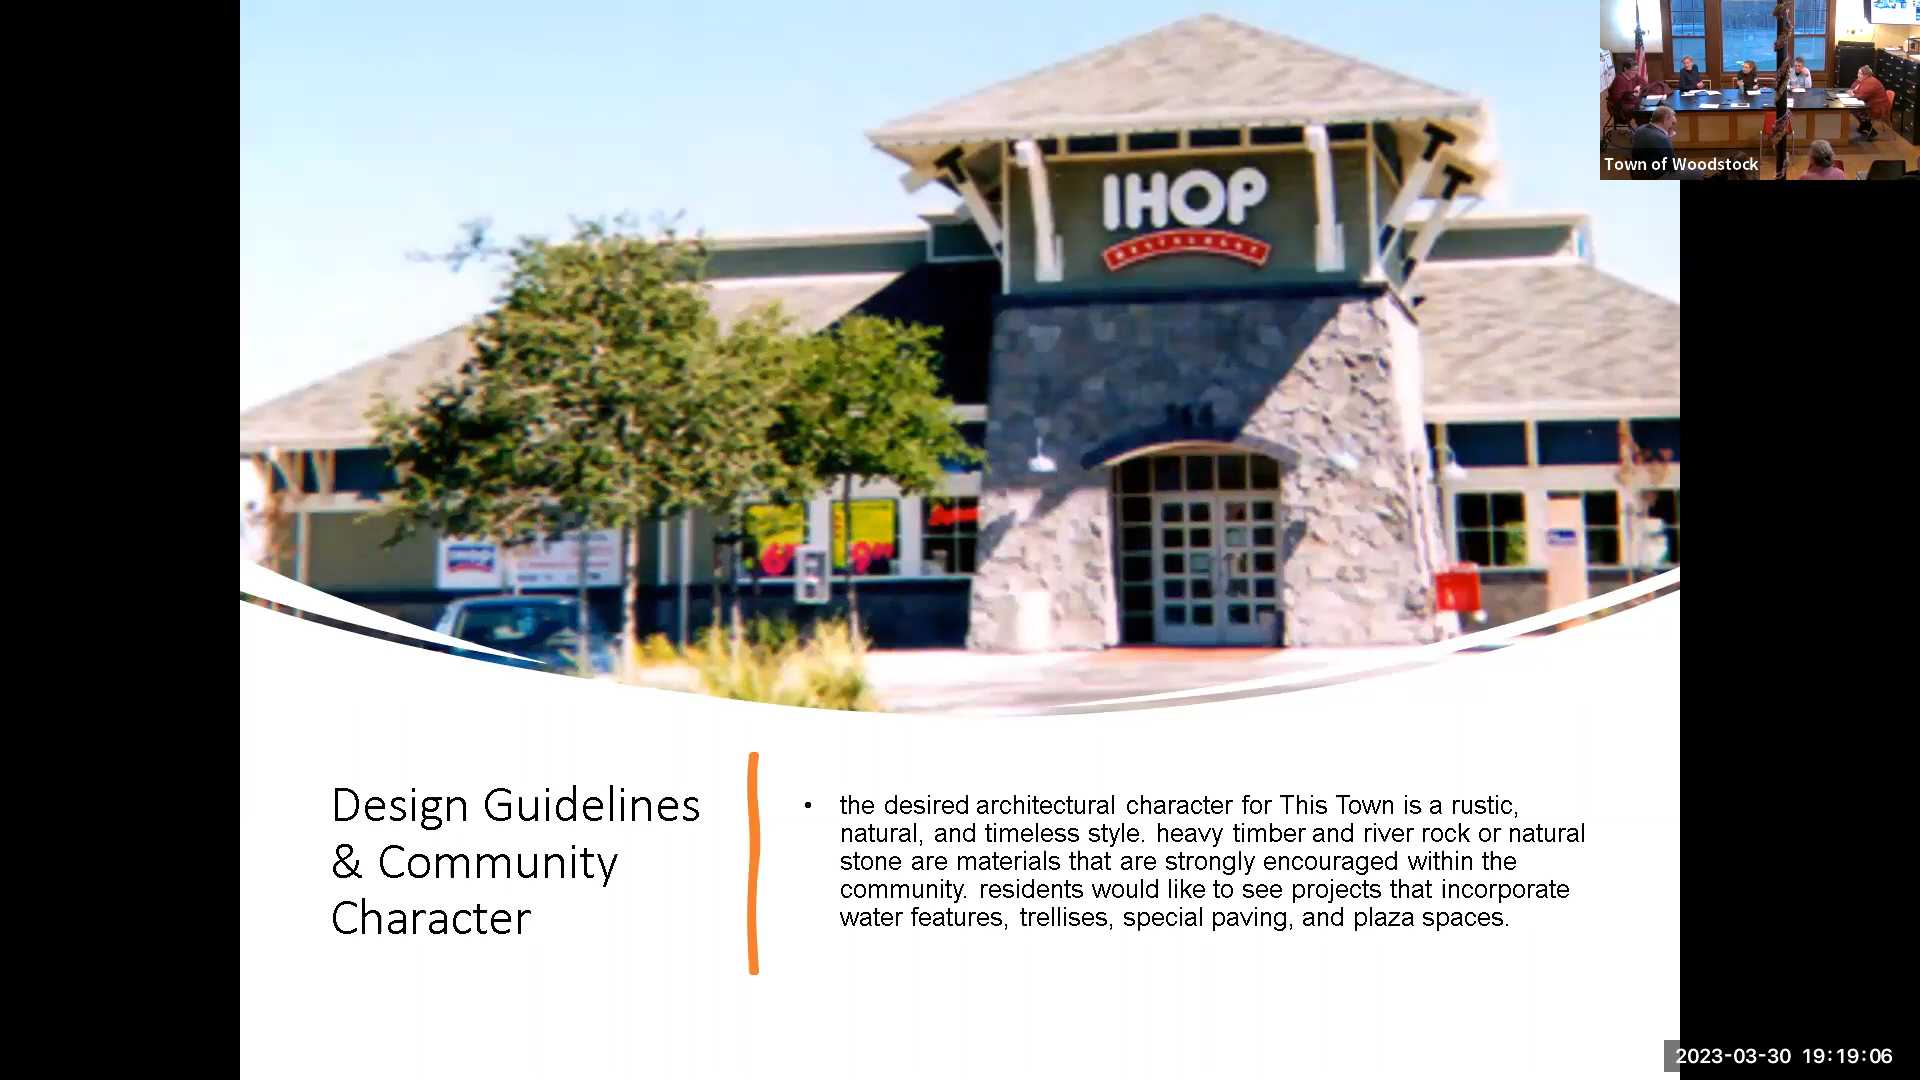 IHOP
RESTAURANT
744
Town of Woodstock
Design Guidelines
& Community
Character
• the desired architectural character for This Town is a rustic,
natural, and timeless style. heavy timber and river rock or natural
stone are materials that are strongly encouraged within the
community. residents would like to see projects that incorporate
water features, trellises, special paving, and plaza spaces.
2023-03-30 19:19:06